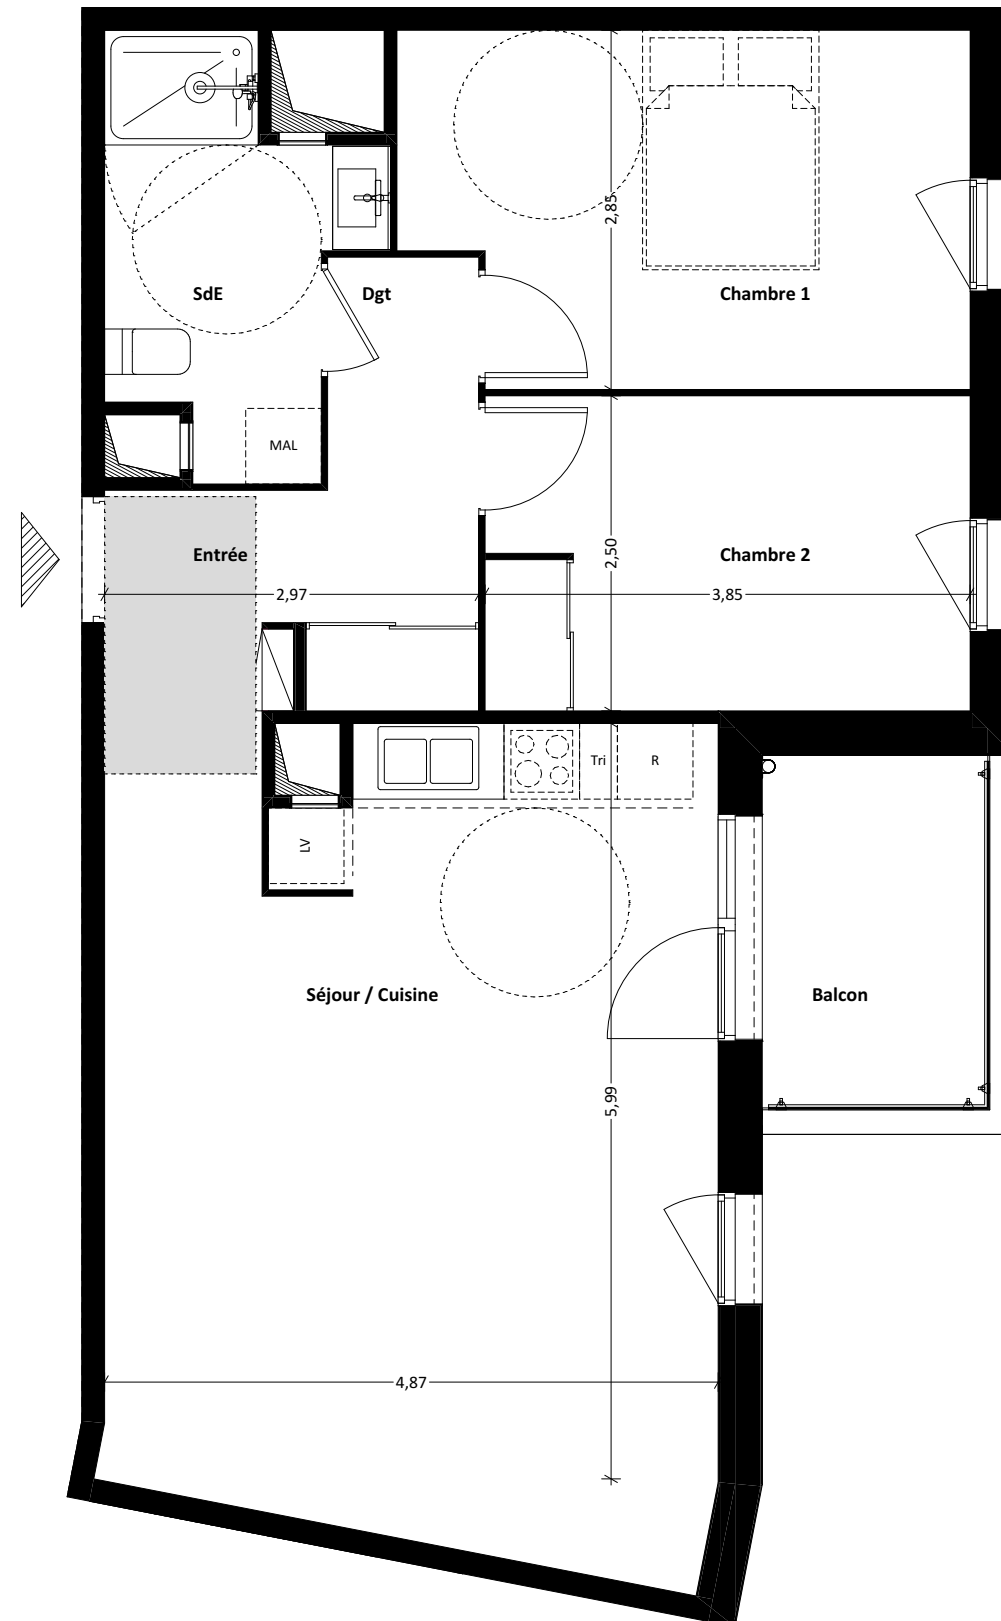 2,85
SdE
Dgt
Chambre 1
MAL
Entrée
2,50
Chambre 2
2,97
3,85
Tri
R
LV
Séjour / Cuisine
Balcon
5,99
4,87